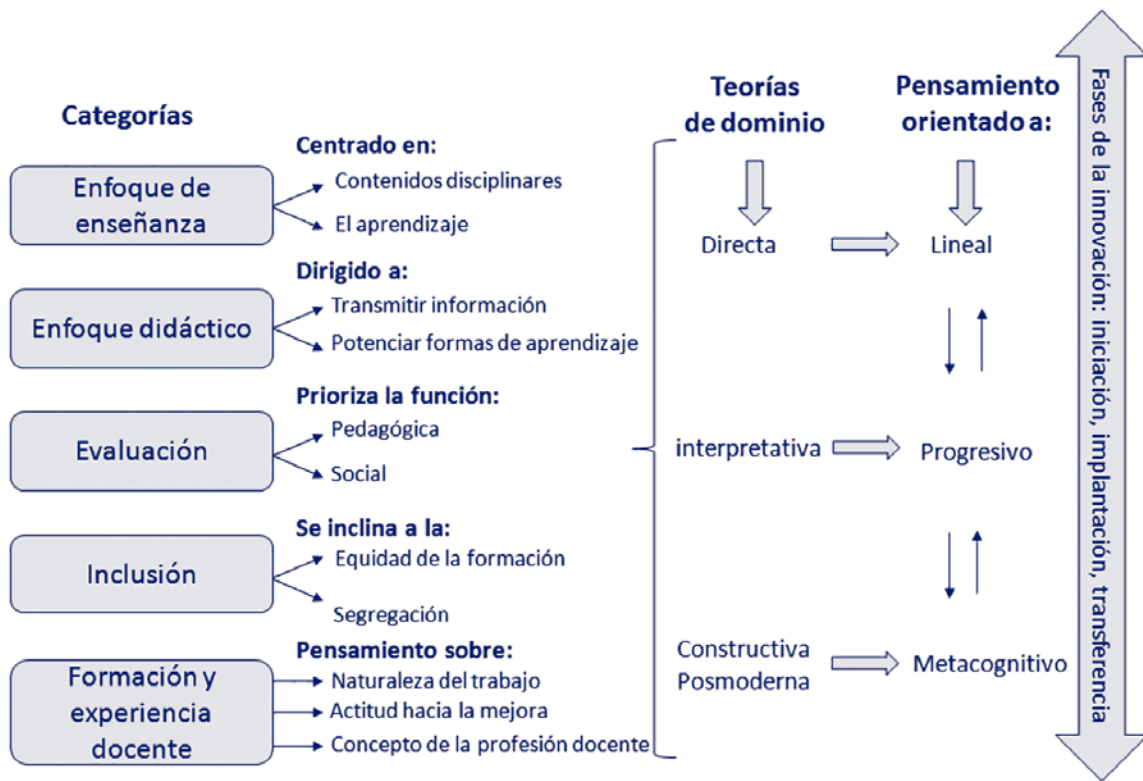 Categorías
Enfoque de
enseñanza
Centrado en:
Contenidos disciplinares
El aprendizaje
Enfoque didáctico
Dirigido a:
Transmitir información
Potenciar formas de aprendizaje
Evaluación
Prioriza la función:
Pedagógica
Social
Inclusión
Se inclina a la:
Equidad de la formación
Segregación
Formación y
experiencia
docente
Pensamiento sobre:
Naturaleza del trabajo
Actitud hacia la mejora
Concepto de la profesión docente
Teorías
de dominio
Directa
interpretativa
Constructiva
Posmoderna
Pensamiento
orientado a:
Lineal
Progresivo
Metacognitivo
Fases de la innovación: iniciación, implantación, transferencia